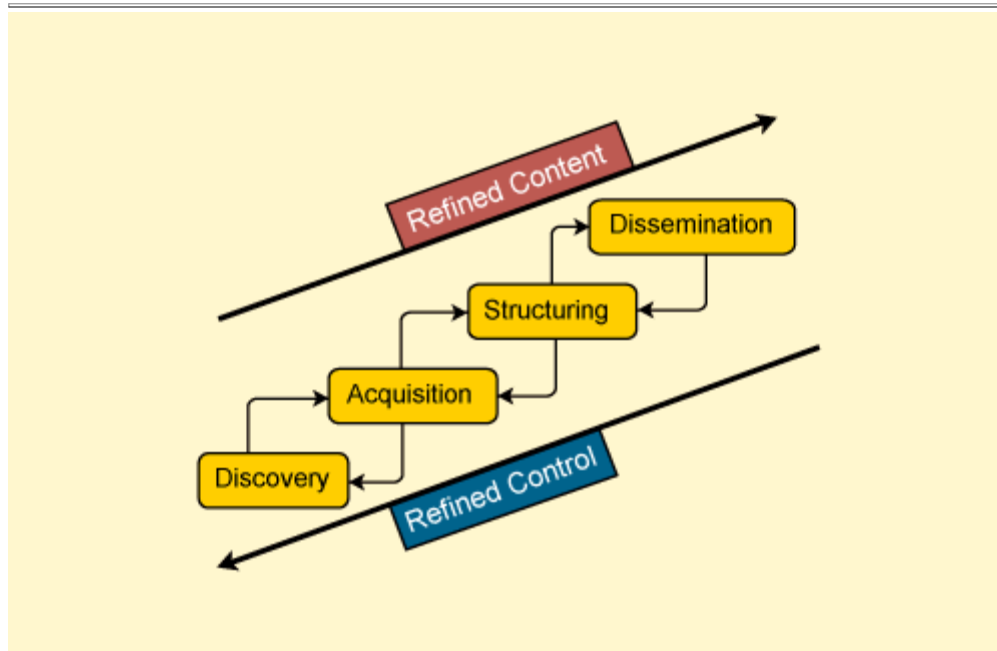 Refined Content
Dissemination
Structuring
Acquisition
Discovery
Refined Control